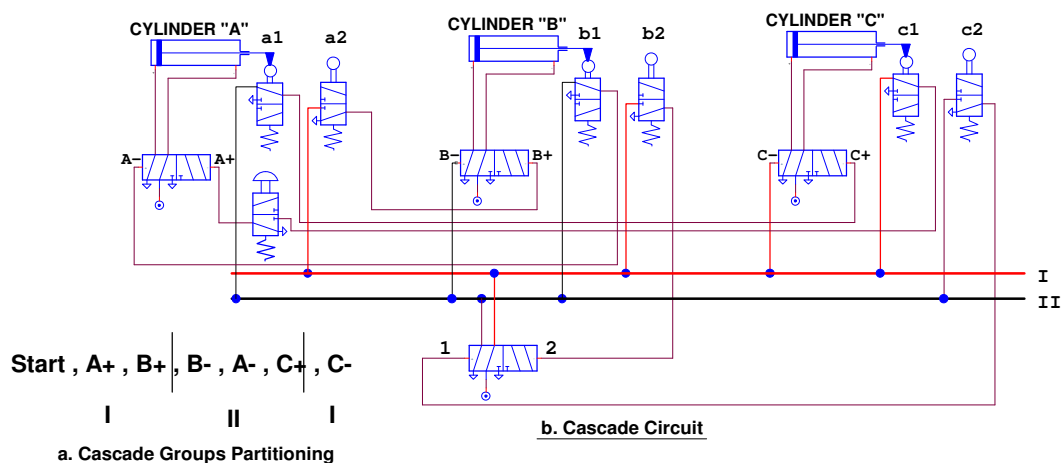 CYLINDER "A"
a1
a2
CYLINDER "B"
b1
b2
CYLINDER "C"
c1
c2
A-
A+
B-
B+
C-
C+
I
II
1
2
Start , A+ , B+ , B- , A- , C+ , C-
I
II
I
b. Cascade Circuit
a. Cascade Groups Partitioning